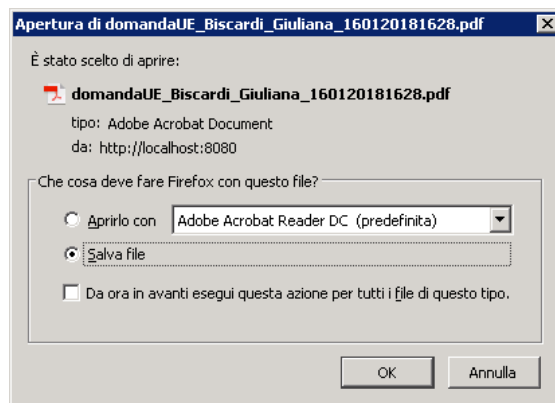 Apertura di domandaUE_Biscardi_Giuliana_160120181628.pdf
È stato scelto di aprire:
domandaUE_Biscardi_Giuliana_160120181628.pdf
tipo: Adobe Acrobat Document
da: http://localhost:8080
Che cosa deve fare Firefox con questo file?
Aprirlo con Adobe Acrobat Reader DC (predefinita)
Salva file
Da ora in avanti esegui questa azione per tutti i file di questo tipo.
OK Annulla